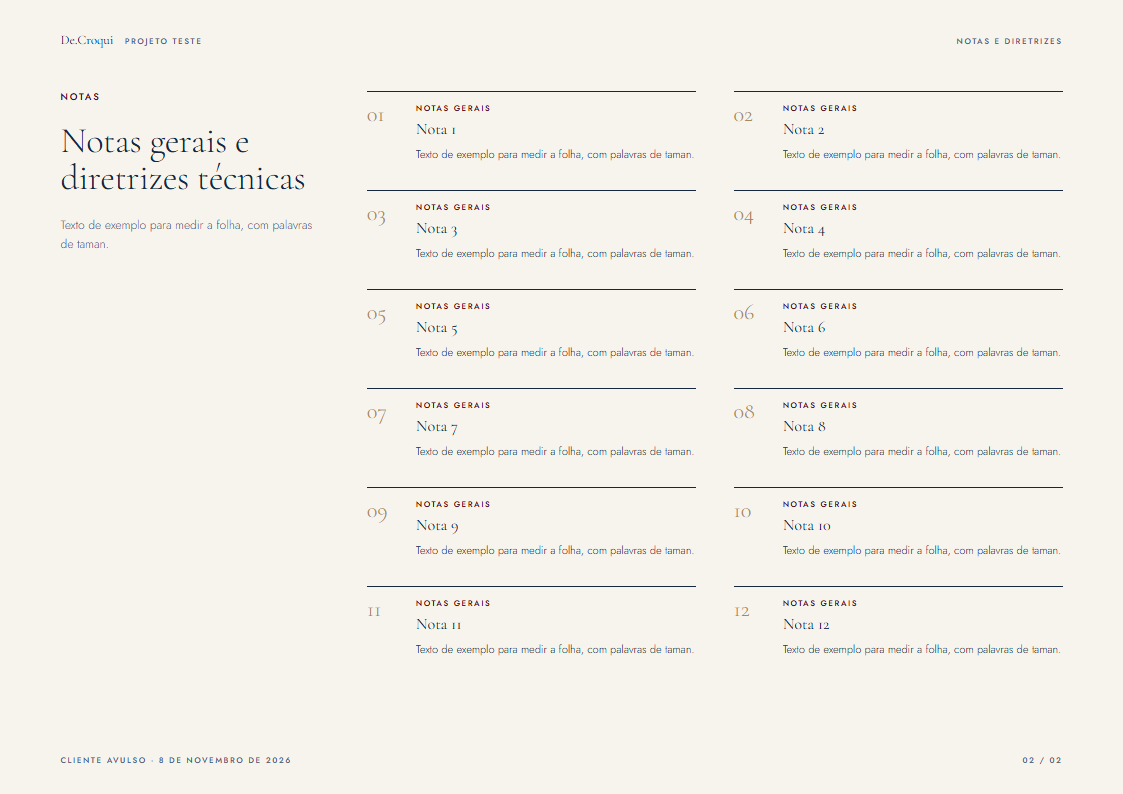 De.Croqui PROJETO TESTE
NOTAS E DIRETRIZES
NOTAS
Notas gerais e
diretrizes técnicas
Texto de exemplo para medir a folha, com palavras
de taman.
01
NOTAS GERAIS
Nota 1
Texto de exemplo para medir a folha, com palavras de taman.
02
NOTAS GERAIS
Nota 2
Texto de exemplo para medir a folha, com palavras de taman.
03
NOTAS GERAIS
Nota 3
Texto de exemplo para medir a folha, com palavras de taman.
04
NOTAS GERAIS
Nota 4
Texto de exemplo para medir a folha, com palavras de taman.
05
NOTAS GERAIS
Nota 5
Texto de exemplo para medir a folha, com palavras de taman.
06
NOTAS GERAIS
Nota 6
Texto de exemplo para medir a folha, com palavras de taman.
07
NOTAS GERAIS
Nota 7
Texto de exemplo para medir a folha, com palavras de taman.
08
NOTAS GERAIS
Nota 8
Texto de exemplo para medir a folha, com palavras de taman.
09
NOTAS GERAIS
Nota 9
Texto de exemplo para medir a folha, com palavras de taman.
10
NOTAS GERAIS
Nota 10
Texto de exemplo para medir a folha, com palavras de taman.
11
NOTAS GERAIS
Nota 11
Texto de exemplo para medir a folha, com palavras de taman.
12
NOTAS GERAIS
Nota 12
Texto de exemplo para medir a folha, com palavras de taman.
CLIENTE AVULSO · 8 DE NOVEMBRO DE 2026
02 / 02